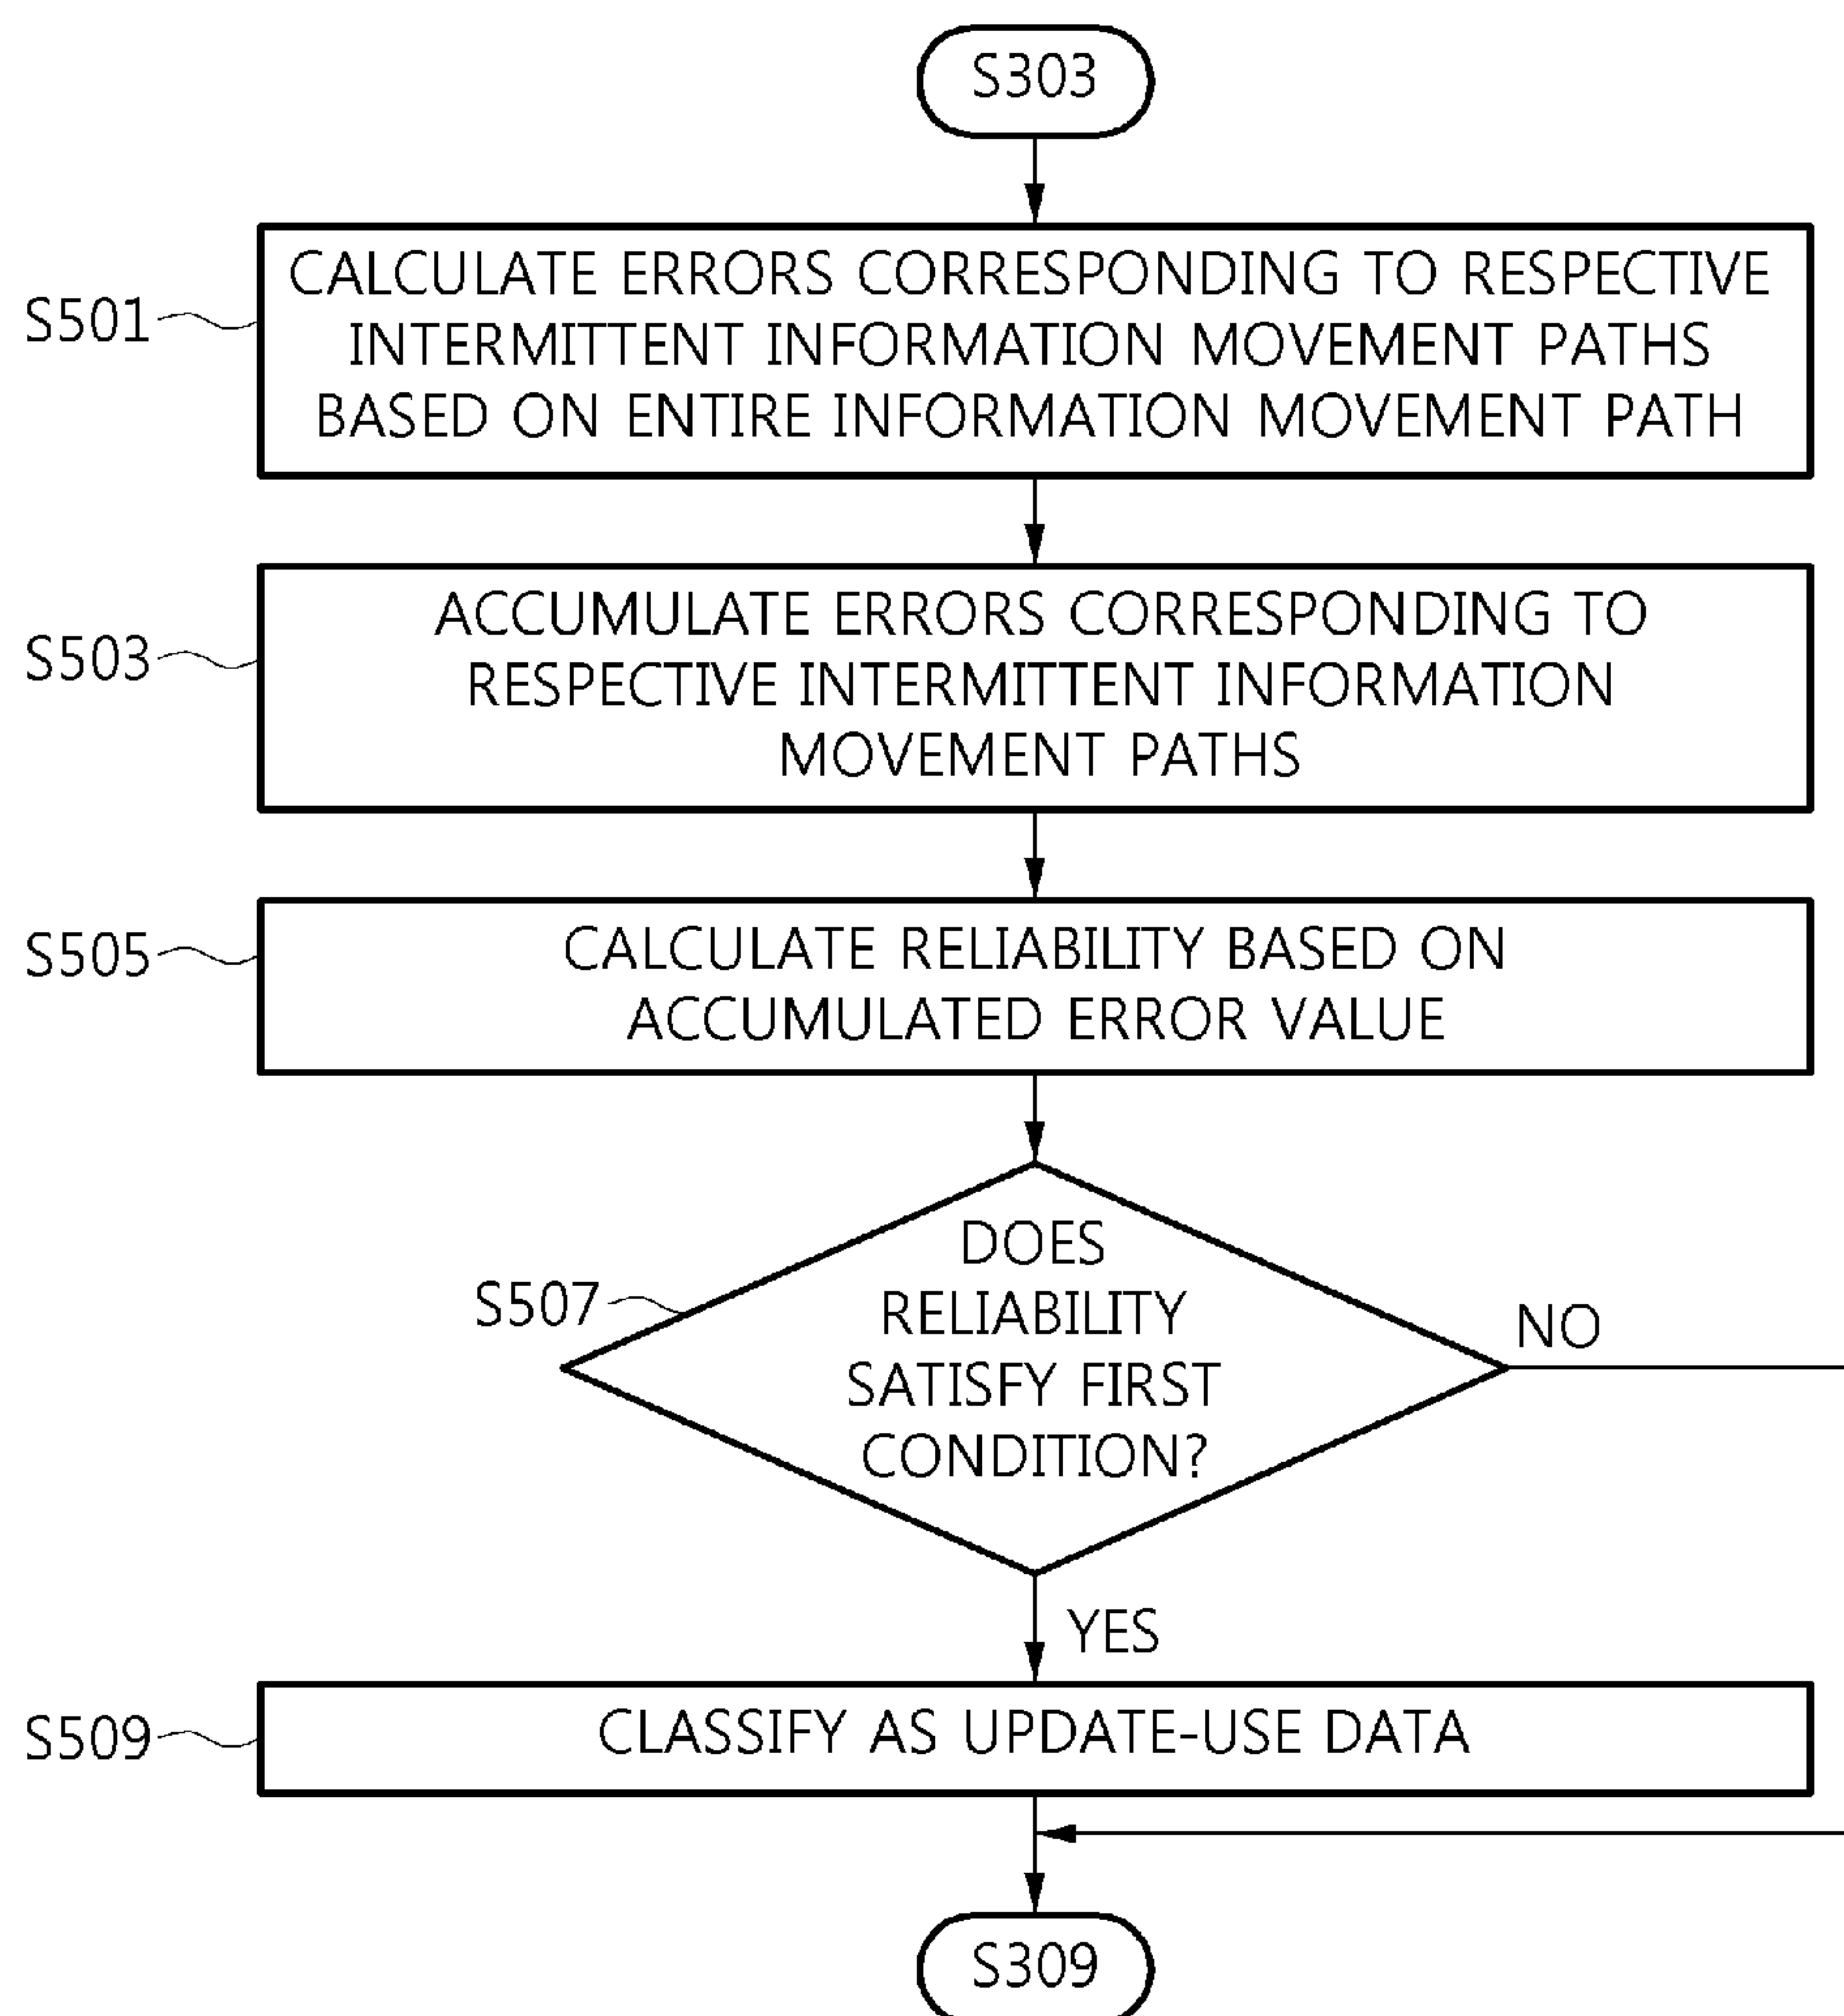 S303
S501
CALCULATE ERRORS CORRESPONDING TO RESPECTIVE
INTERMITTENT INFORMATION MOVEMENT PATHS
BASED ON ENTIRE INFORMATION MOVEMENT PATH
S503
ACCUMULATE ERRORS CORRESPONDING TO
RESPECTIVE INTERMITTENT INFORMATION
MOVEMENT PATHS
S505
CALCULATE RELIABILITY BASED ON
ACCUMULATED ERROR VALUE
S507
DOES
RELIABILITY
SATISFY FIRST
CONDITION?
NO
YES
S509
CLASSIFY AS UPDATE-USE DATA
S309